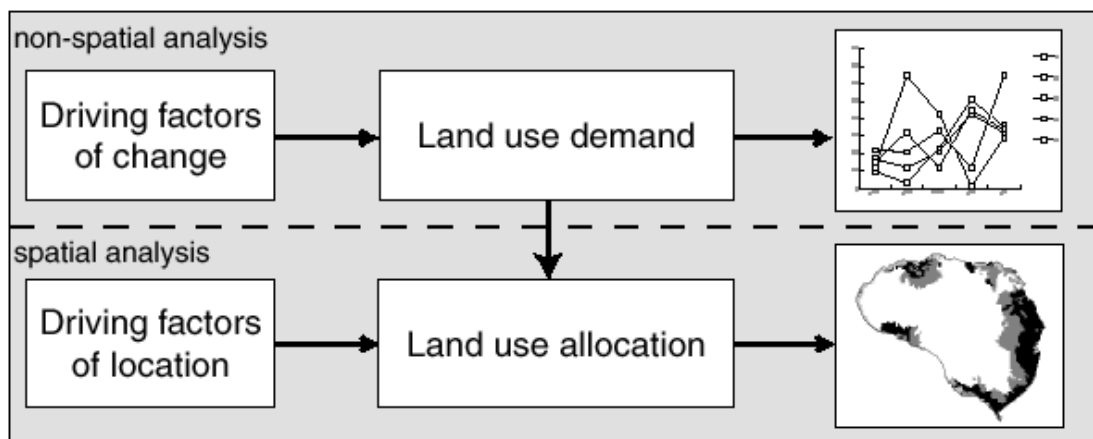 non-spatial analysis
Driving factors
of change
Land use demand
spatial analysis
Driving factors
of location
Land use allocation